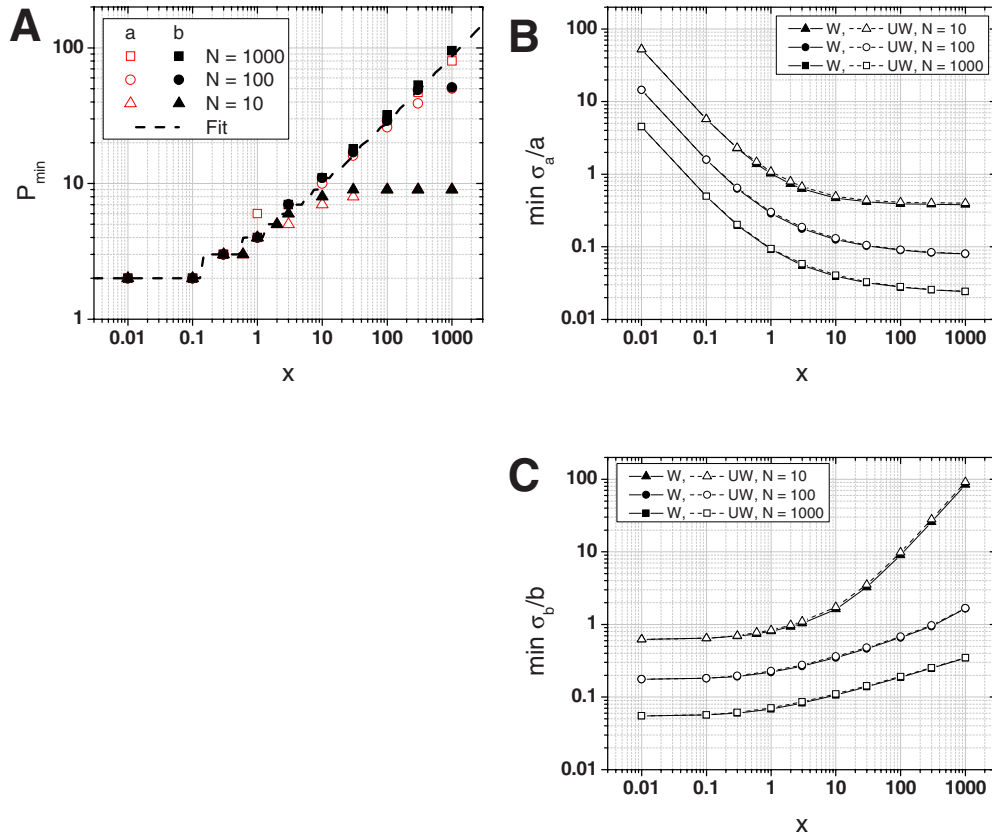 A
a b
N = 1000
N = 100
N = 10
Fit
P_min
100
10
1
0.01 0.1 1 10 100 1000
x
B
W, UW, N = 10
W, UW, N = 100
W, UW, N = 1000
min σ_a/a
100
10
1
0.1
0.01
0.01 0.1 1 10 100 1000
x
C
W, UW, N = 10
W, UW, N = 100
W, UW, N = 1000
min σ_b/b
100
10
1
0.1
0.01
0.01 0.1 1 10 100 1000
x